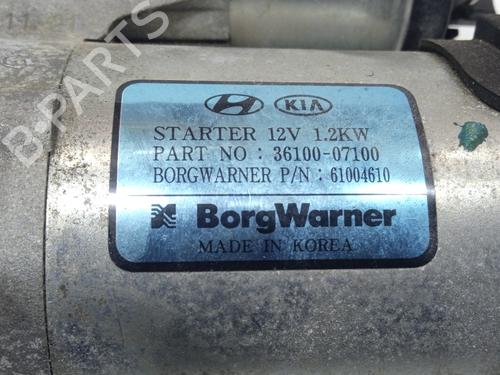 KIA
STARTER 12V 1.2KW
PART NO : 36100-07100
BORGWARNER P/N : 61004610
BorgWarner
MADE IN KOREA
B-PARTS